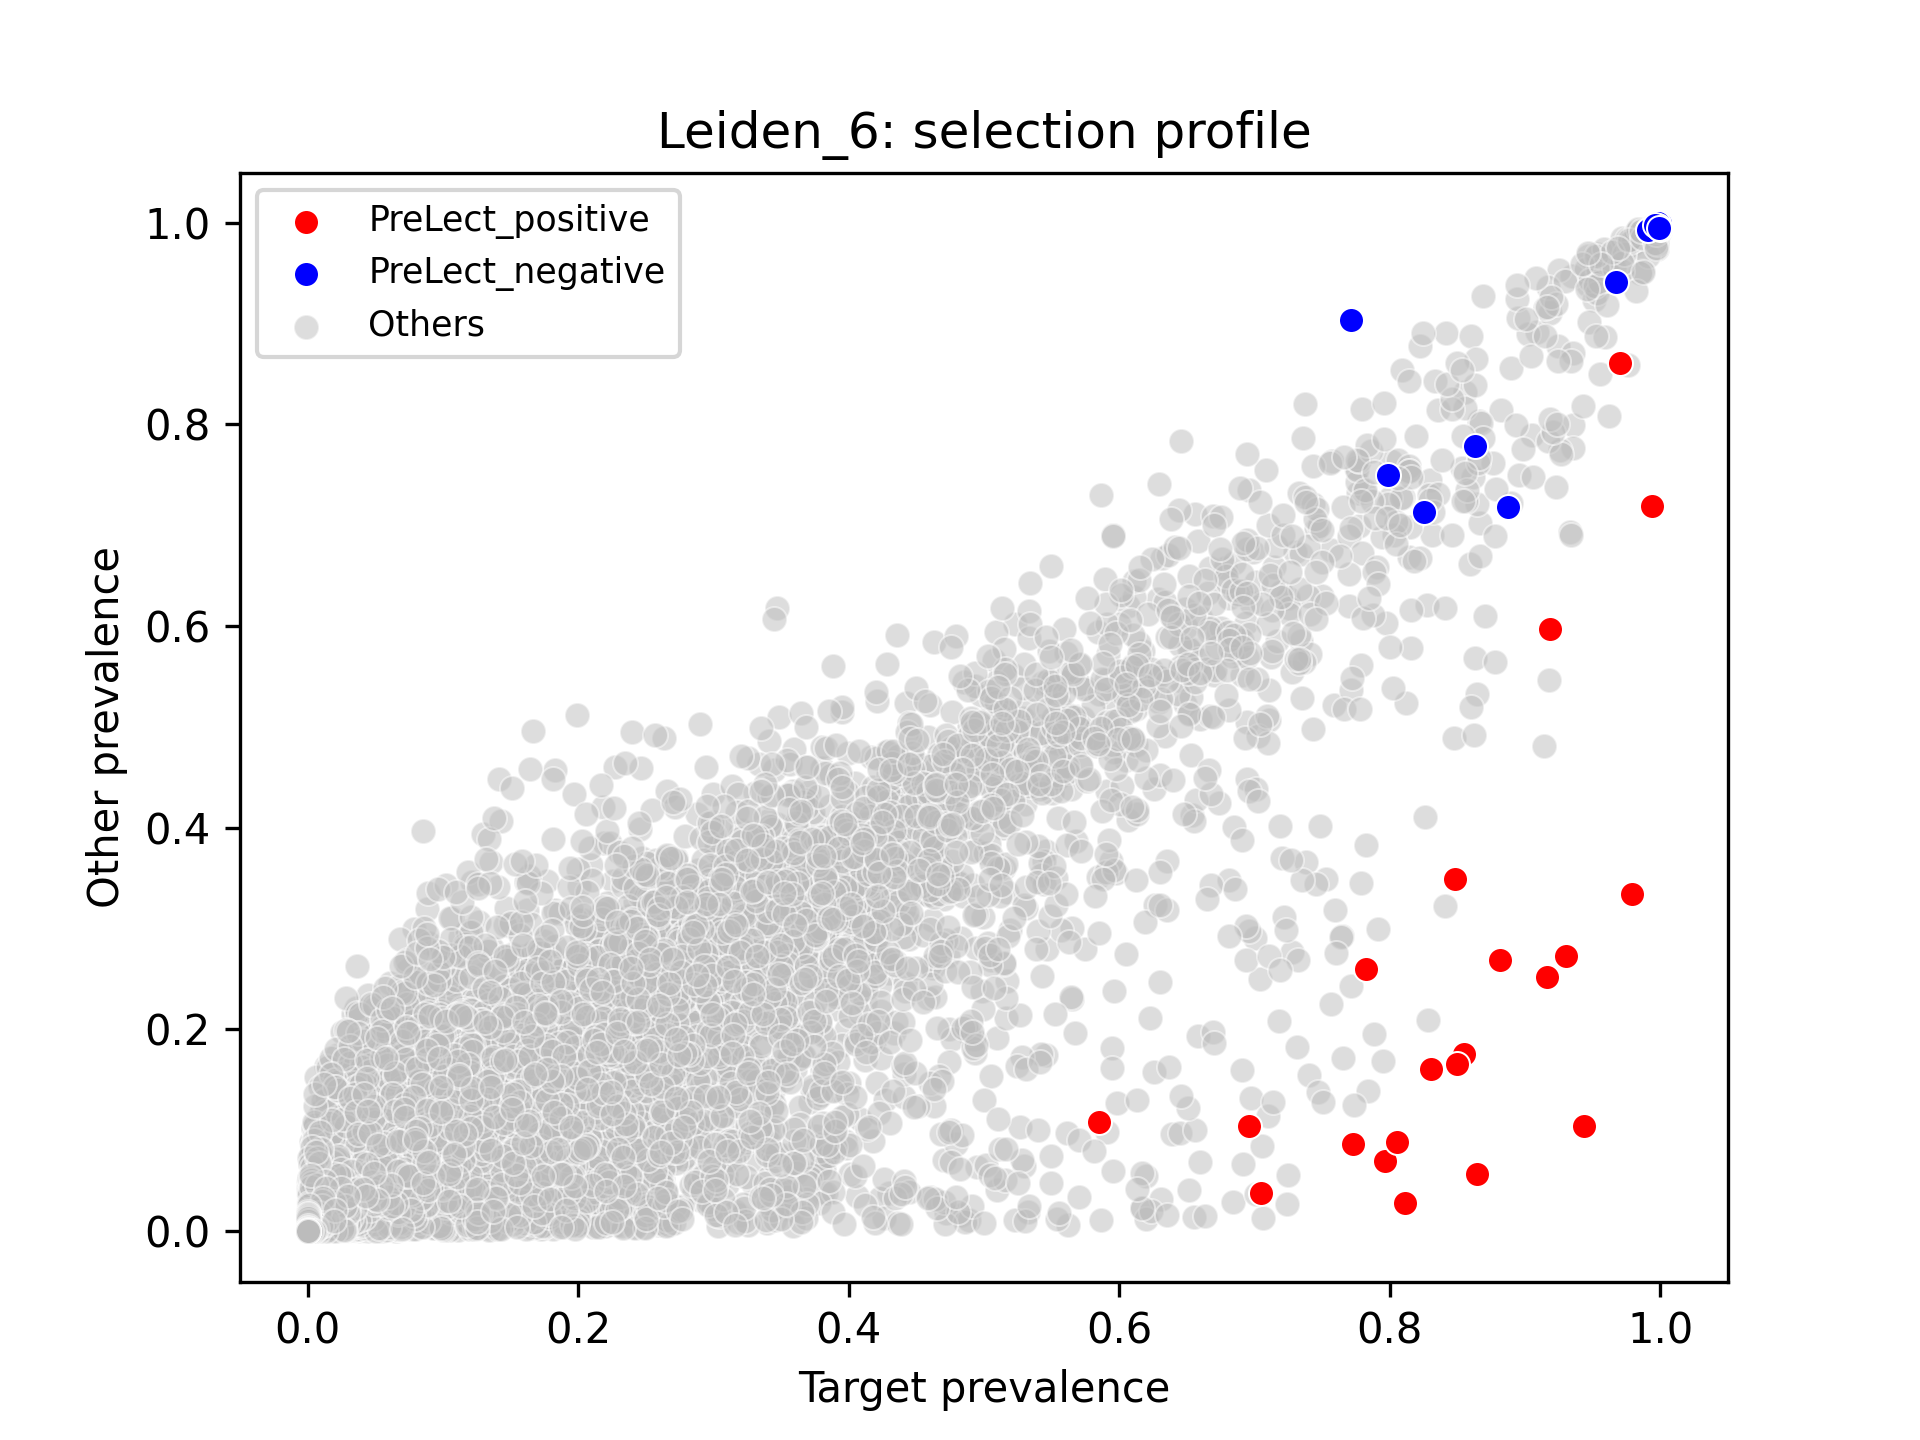 Leiden_6: selection profile
PreLect_positive
PreLect_negative
Others
1.0
0.8
0.6
0.4
0.2
0.0
Other prevalence
0.0 0.2 0.4 0.6 0.8 1.0
Target prevalence